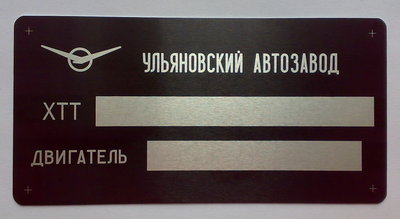 УЛЬЯНОВСКИЙ АВТОЗАВОД
ХТТ
ДВИГАТЕЛЬ